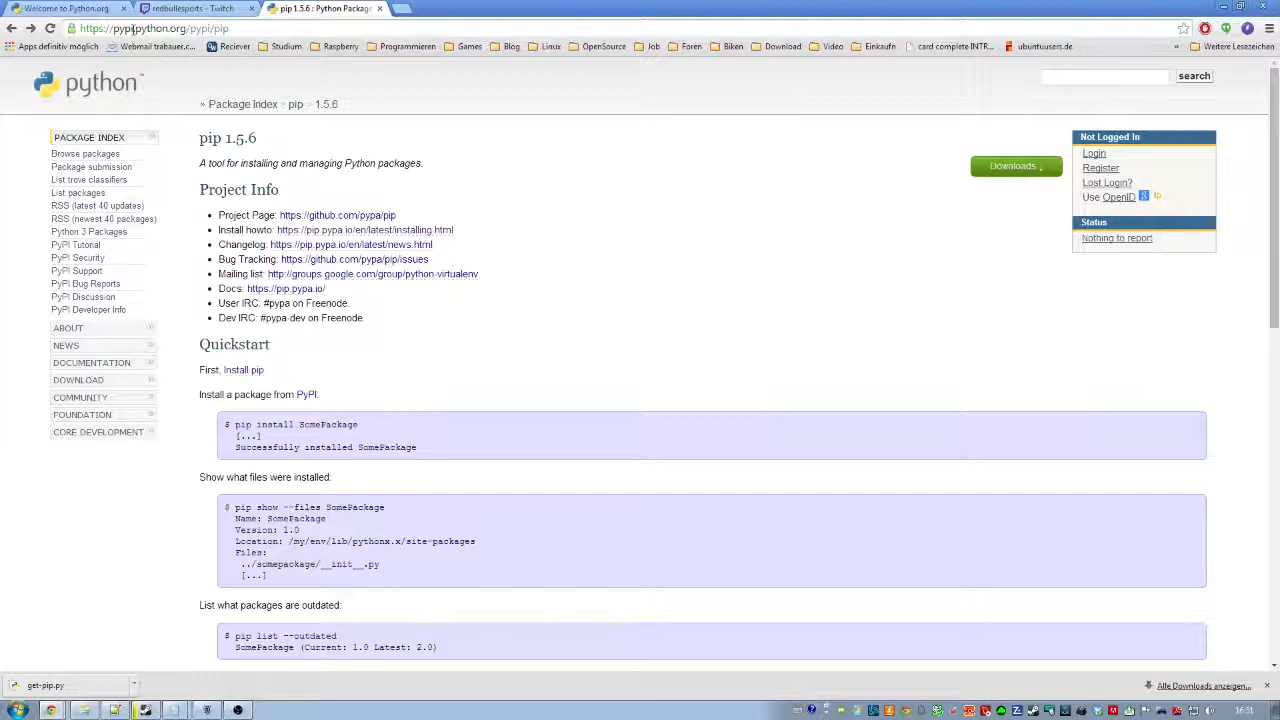 Welcome to Python.org
redbullesports - Twitch
pip 1.5.6 : Python Package
https://pypi.python.org/pypi/pip
Apps definitiv mögli...
Webmail trabauer.c...
Reciever
Studium
Raspberry
Programmieren
Games
Blog
Linux
OpenSource
Job
Foren
Biken
Download
Video
Einkaufn
card complete INTR...
ubuntuusers.de
»
Weitere Lesezeichen
python™
search
» Package Index > pip > 1.5.6
PACKAGE INDEX »
Browse packages
Package submission
List trove classifiers
List packages
RSS (latest 40 updates)
RSS (newest 40 packages)
Python 3 Packages
PyPI Tutorial
PyPI Security
PyPI Support
PyPI Bug Reports
PyPI Discussion
PyPI Developer Info
ABOUT »
NEWS »
DOCUMENTATION »
DOWNLOAD »
COMMUNITY »
FOUNDATION »
CORE DEVELOPMENT »
pip 1.5.6
A tool for installing and managing Python packages.
Downloads ↓
Project Info
Project Page: https://github.com/pypa/pip
Install howto: https://pip.pypa.io/en/latest/installing.html
Changelog: https://pip.pypa.io/en/latest/news.html
Bug Tracking: https://github.com/pypa/pip/issues
Mailing list: http://groups.google.com/group/python-virtualenv
Docs: https://pip.pypa.io/
User IRC: #pypa on Freenode.
Dev IRC: #pypa-dev on Freenode.
Quickstart
First, Install pip
Install a package from PyPI:
$ pip install SomePackage
[...]
Successfully installed SomePackage
Show what files were installed:
$ pip show --files SomePackage
Name: SomePackage
Version: 1.0
Location: /my/env/lib/pythonx.x/site-packages
Files:
../somepackage/__init__.py
[...]
List what packages are outdated:
$ pip list --outdated
SomePackage (Current: 1.0 Latest: 2.0)
Not Logged In
Login
Register
Lost Login?
Use OpenID
Status
Nothing to report
get-pip.py
Alle Downloads anzeigen...
16:51